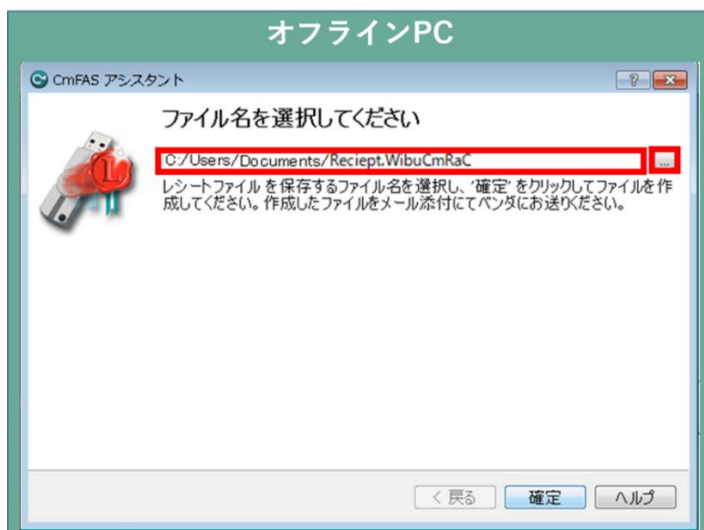 オフラインPC
CmFAS アシスタント
ファイル名を選択してください
C:/Users/Documents/Reciept.WibuCmRaC
...
レシートファイル を保存するファイル名を選択し、'確定' をクリックしてファイルを作
成してください。作成したファイルをメール添付にてベンダにお送りください。
< 戻る
確定
ヘルプ